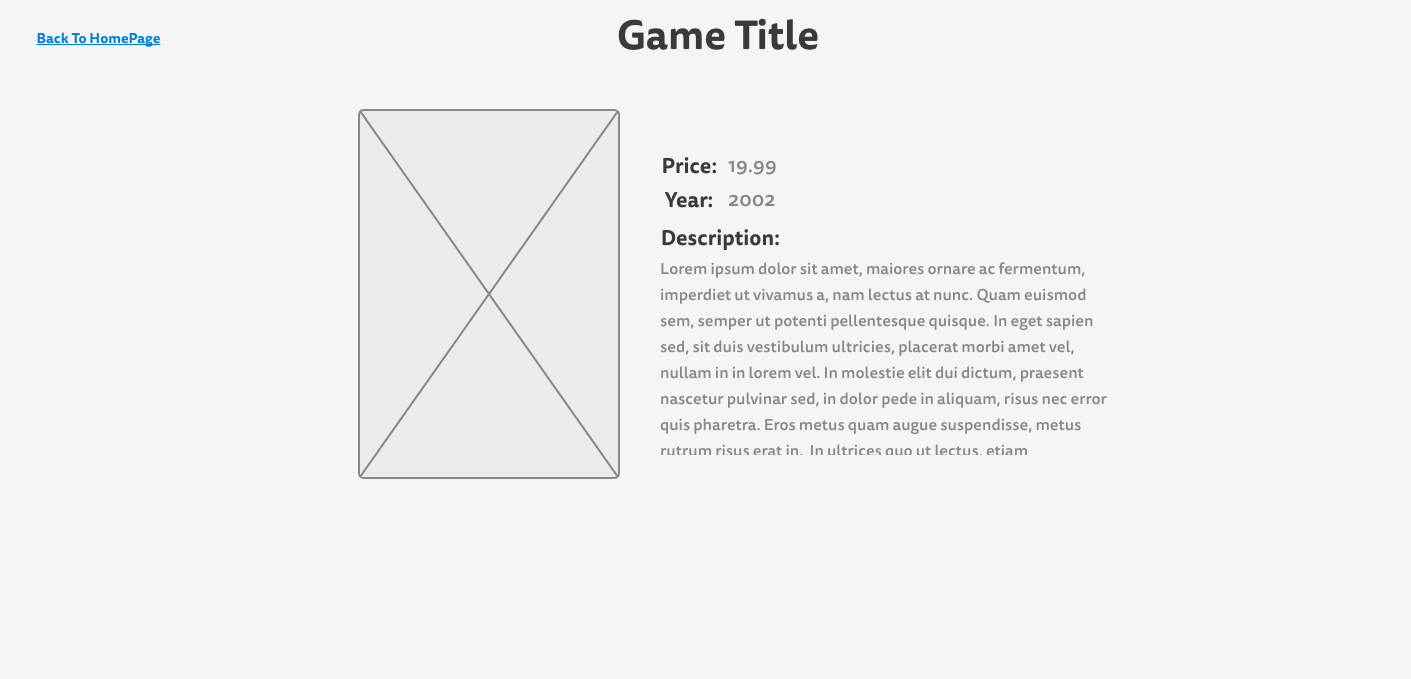 Back To HomePage
Game Title
Price: 19.99
Year: 2002
Description:
Lorem ipsum dolor sit amet, maiores ornare ac fermentum,
imperdiet ut vivamus a, nam lectus at nunc. Quam euismod
sem, semper ut potenti pellentesque quisque. In eget sapien
sed, sit duis vestibulum ultricies, placerat morbi amet vel,
nullam in in lorem vel. In molestie elit dui dictum, praesent
nascetur pulvinar sed, in dolor pede in aliquam, risus nec error
quis pharetra. Eros metus quam augue suspendisse, metus
rutrum risus erat in.  In ultrices quo ut lectus, etiam